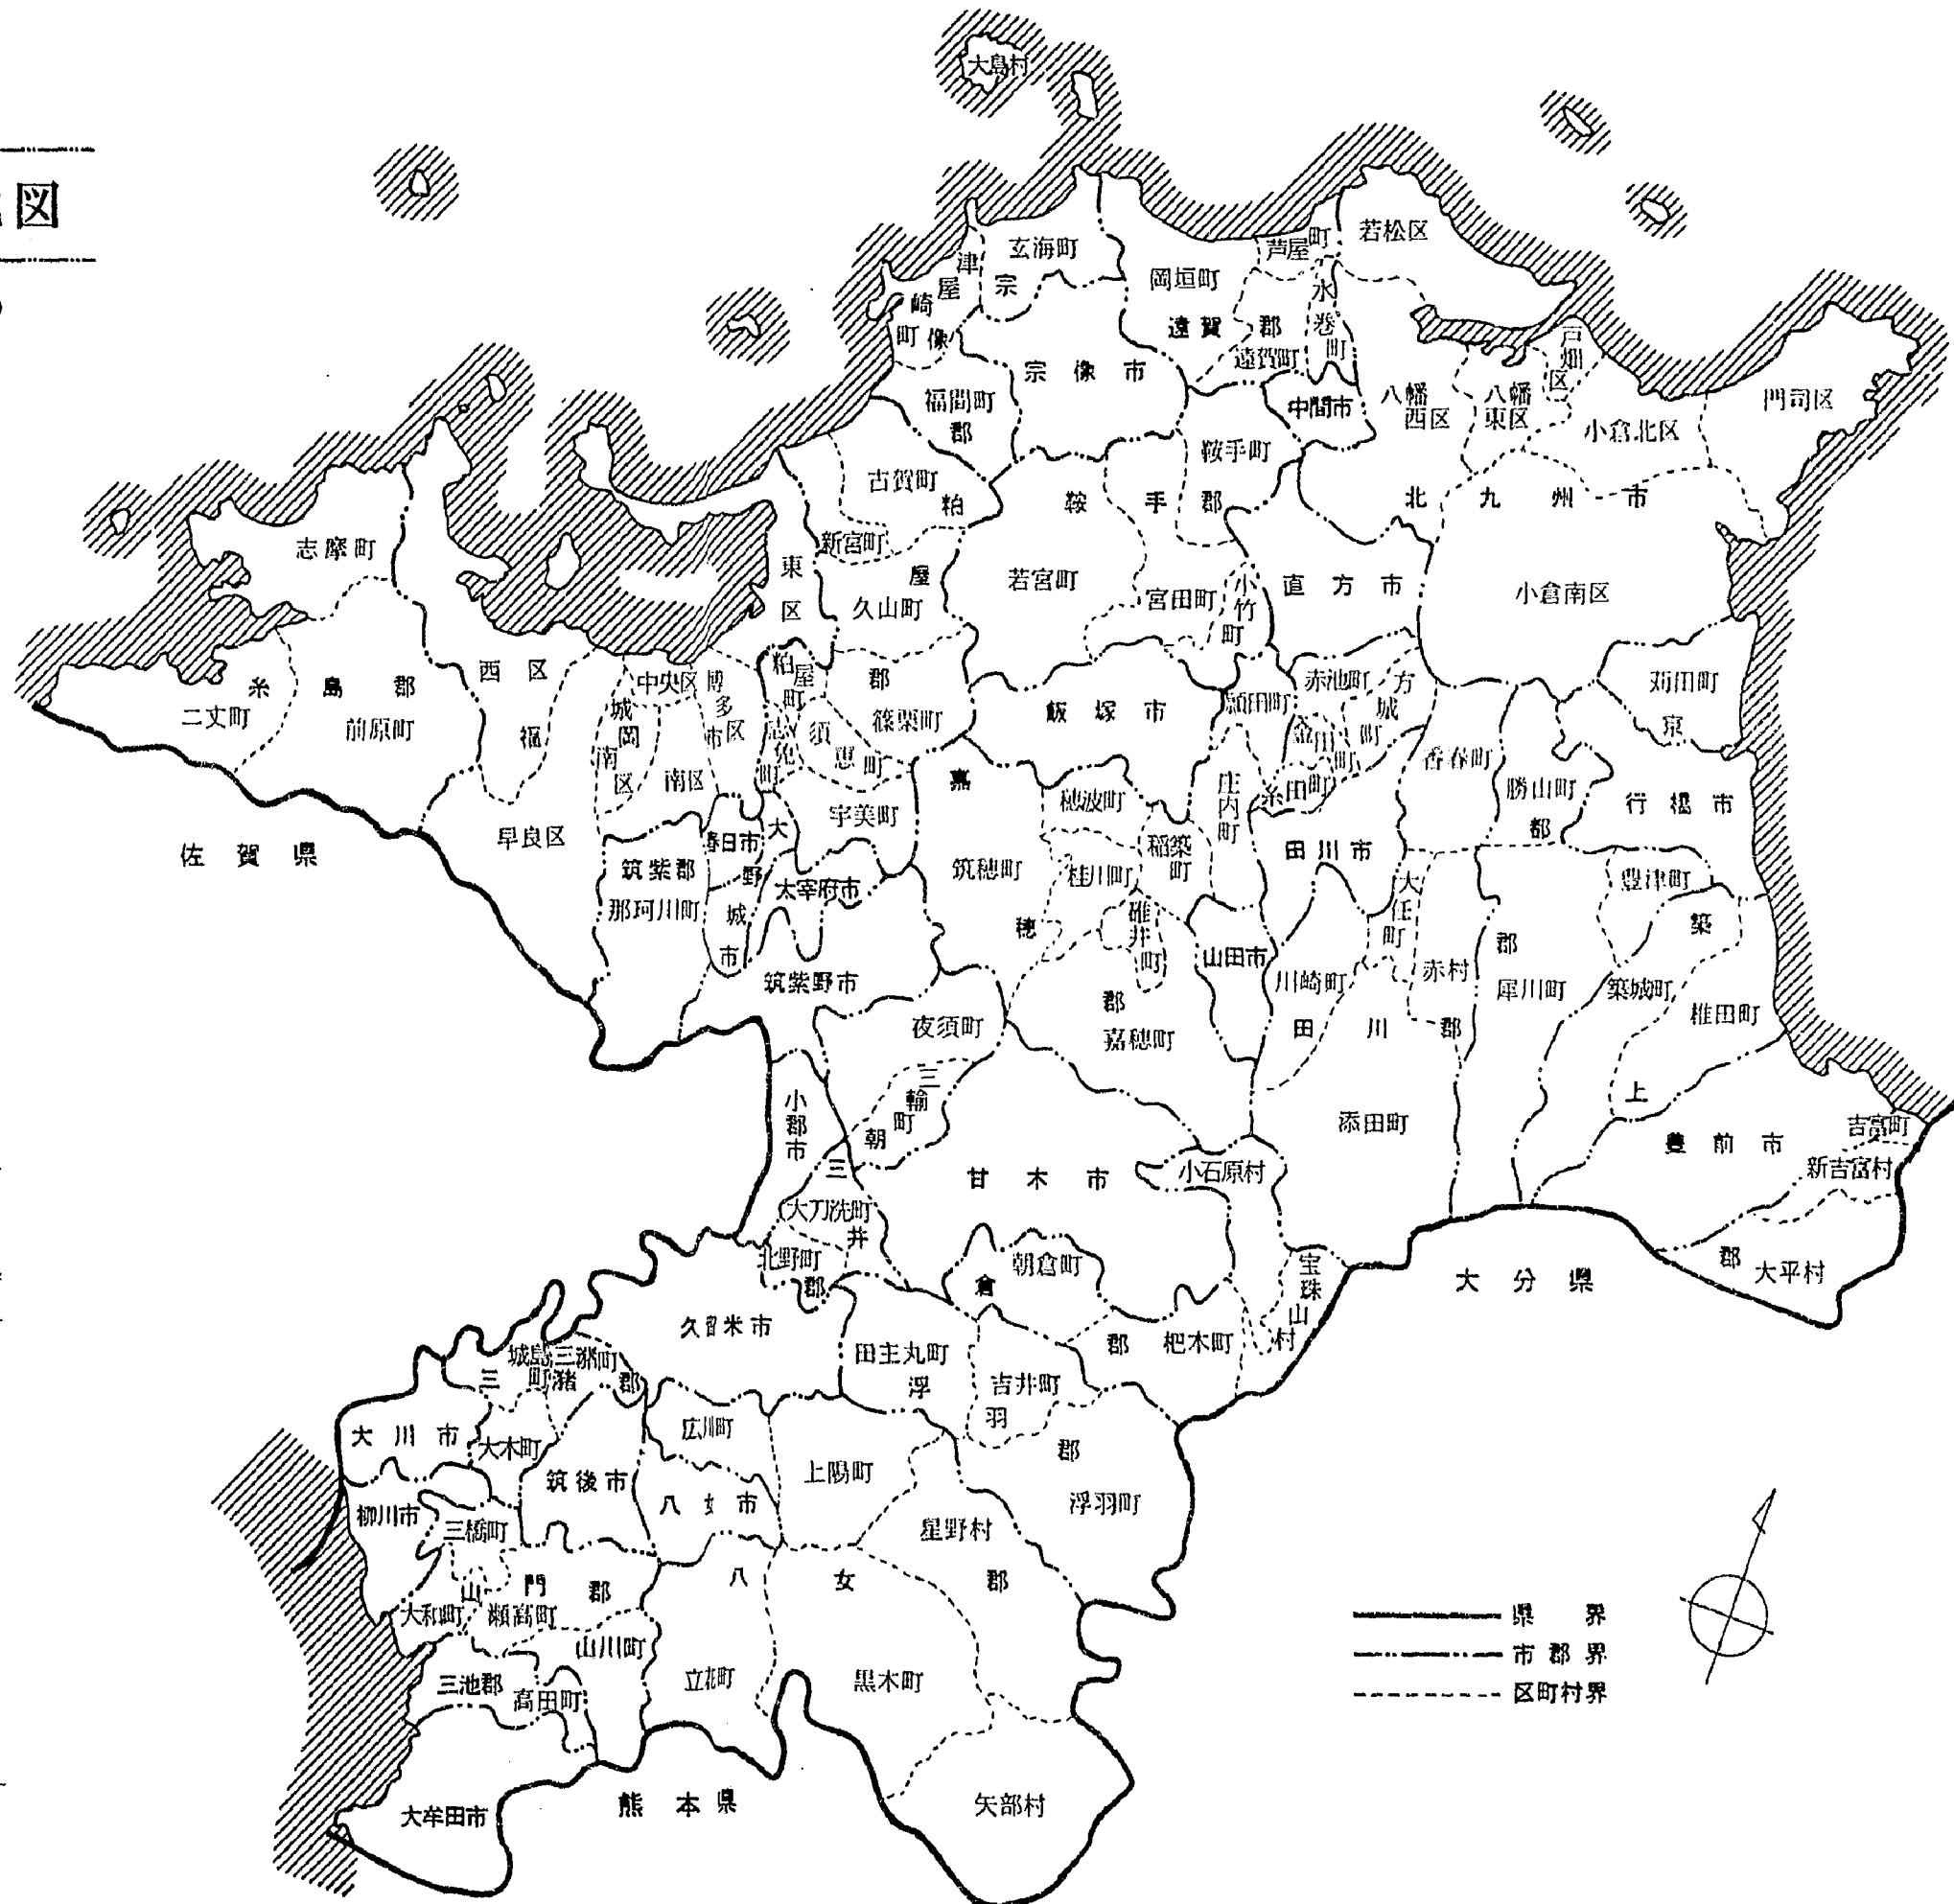 図
大島村
玄海町
津屋崎町
宗像郡
福間町
宗像市
岡垣町
芦屋町
水巻町
遠賀郡
遠賀町
中間市
若松区
八幡西区
八幡東区
戸畑区
小倉北区
門司区
北九州市
小倉南区
鞍手町
鞍手郡
若宮町
宮田町
小竹町
直方市
古賀町
新宮町
粕屋郡
久山町
粕屋町
篠栗町
志免町
須恵町
宇美町
東区
志摩町
糸島郡
二丈町
前原町
西区
福岡市
中央区
博多区
城南区
南区
早良区
佐賀県
筑紫郡
那珂川町
春日市
大野城市
太宰府市
筑紫野市
飯塚市
嘉穂郡
穂波町
筑穂町
桂川町
稲築町
碓井町
嘉穂町
頴田町
庄内町
山田市
赤池町
方城町
金田町
糸田町
田川市
香春町
大任町
赤村
川崎町
田川郡
添田町
苅田町
京都郡
勝山町
行橋市
豊津町
犀川町
築上郡
築城町
椎田町
豊前市
吉富町
新吉富村
大平村
大分県
夜須町
三輪町
朝倉郡
甘木市
小石原村
宝珠山村
朝倉町
杷木町
小郡市
三井郡
大刀洗町
北野町
久留米市
田主丸町
浮羽郡
吉井町
浮羽町
城島町
三潴町
三潴郡
大川市
大木町
筑後市
広川町
八女市
上陽町
星野村
八女郡
柳川市
三橋町
山門郡
大和町
瀬高町
山川町
立花町
黒木町
三池郡
高田町
大牟田市
熊本県
矢部村
県界
市郡界
区町村界